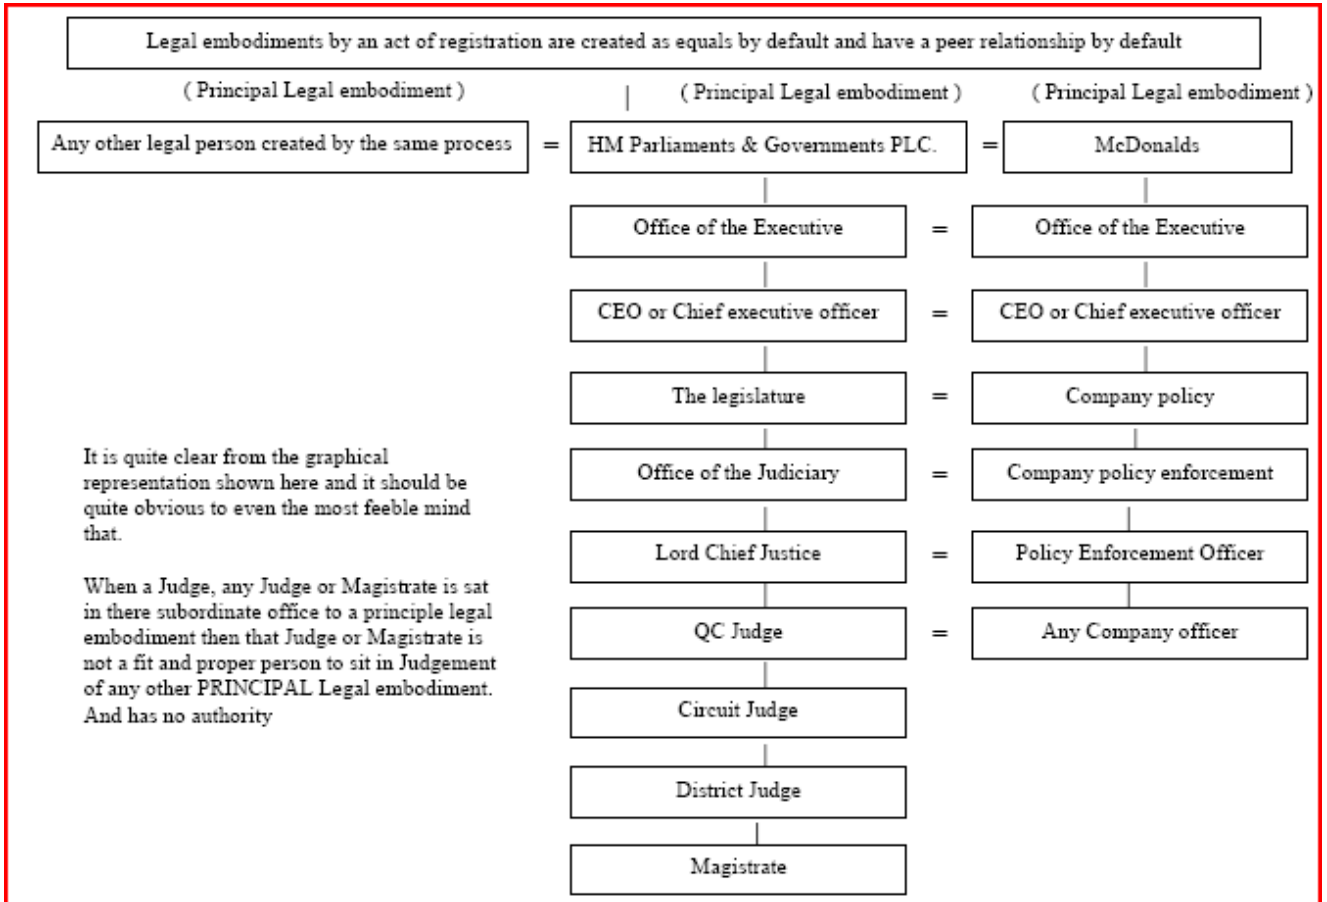 Legal embodiments by an act of registration are created as equals by default and have a peer relationship by default
( Principal Legal embodiment ) ( Principal Legal embodiment ) ( Principal Legal embodiment )
Any other legal person created by the same process = HM Parliaments & Governments PLC. = McDonalds
Office of the Executive = Office of the Executive
CEO or Chief executive officer = CEO or Chief executive officer
The legislature = Company policy
Office of the Judiciary = Company policy enforcement
Lord Chief Justice = Policy Enforcement Officer
QC Judge = Any Company officer
Circuit Judge
District Judge
Magistrate
It is quite clear from the graphical
representation shown here and it should be
quite obvious to even the most feeble mind
that.
When a Judge, any Judge or Magistrate is sat
in there subordinate office to a principle legal
embodiment then that Judge or Magistrate is
not a fit and proper person to sit in Judgement
of any other PRINCIPAL Legal embodiment.
And has no authority